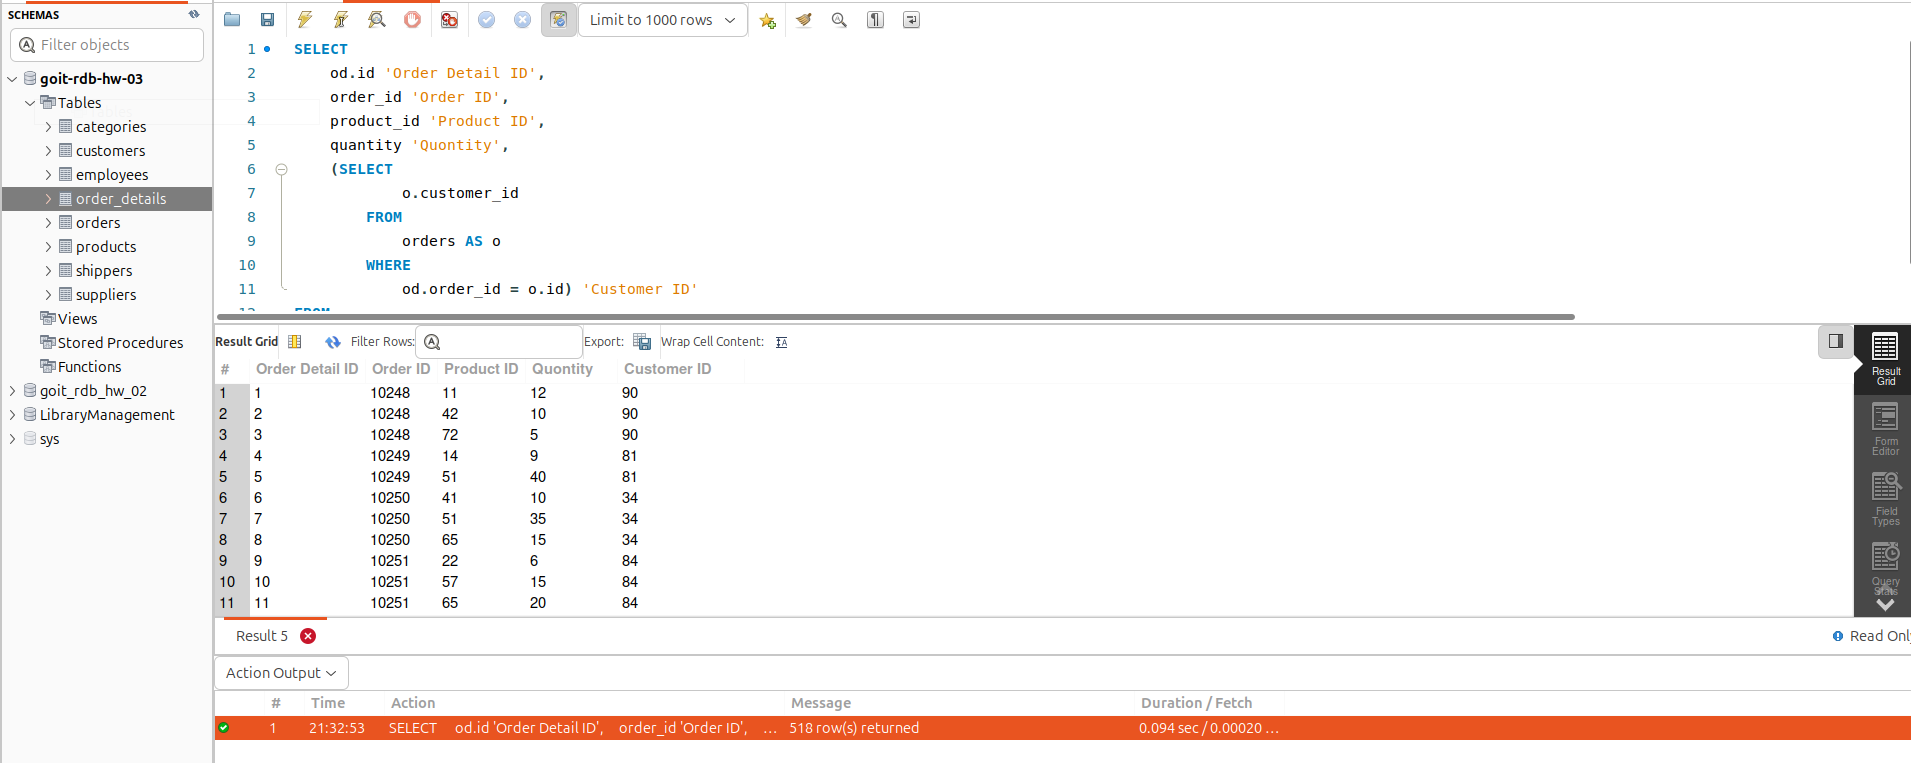 SCHEMAS
Filter objects
goit-rdb-hw-03
Tables
categories
customers
employees
order_details
orders
products
shippers
suppliers
Views
Stored Procedures
Functions
goit_rdb_hw_02
LibraryManagement
sys
Limit to 1000 rows
1 SELECT
2 od.id 'Order Detail ID',
3 order_id 'Order ID',
4 product_id 'Product ID',
5 quantity 'Quontity',
6 (SELECT
7 o.customer_id
8 FROM
9 orders AS o
10 WHERE
11 od.order_id = o.id) 'Customer ID'
12 FROM
Result Grid Filter Rows: Export: Wrap Cell Content:
# Order Detail ID Order ID Product ID Quontity Customer ID
1 1 10248 11 12 90
2 2 10248 42 10 90
3 3 10248 72 5 90
4 4 10249 14 9 81
5 5 10249 51 40 81
6 6 10250 41 10 34
7 7 10250 51 35 34
8 8 10250 65 15 34
9 9 10251 22 6 84
10 10 10251 57 15 84
11 11 10251 65 20 84
Result
Grid
Form
Editor
Field
Types
Query
Stats
Result 5
Read Onl
Action Output
# Time Action Message Duration / Fetch
1 21:32:53 SELECT od.id 'Order Detail ID', order_id 'Order ID', ... 518 row(s) returned 0.094 sec / 0.00020 ...